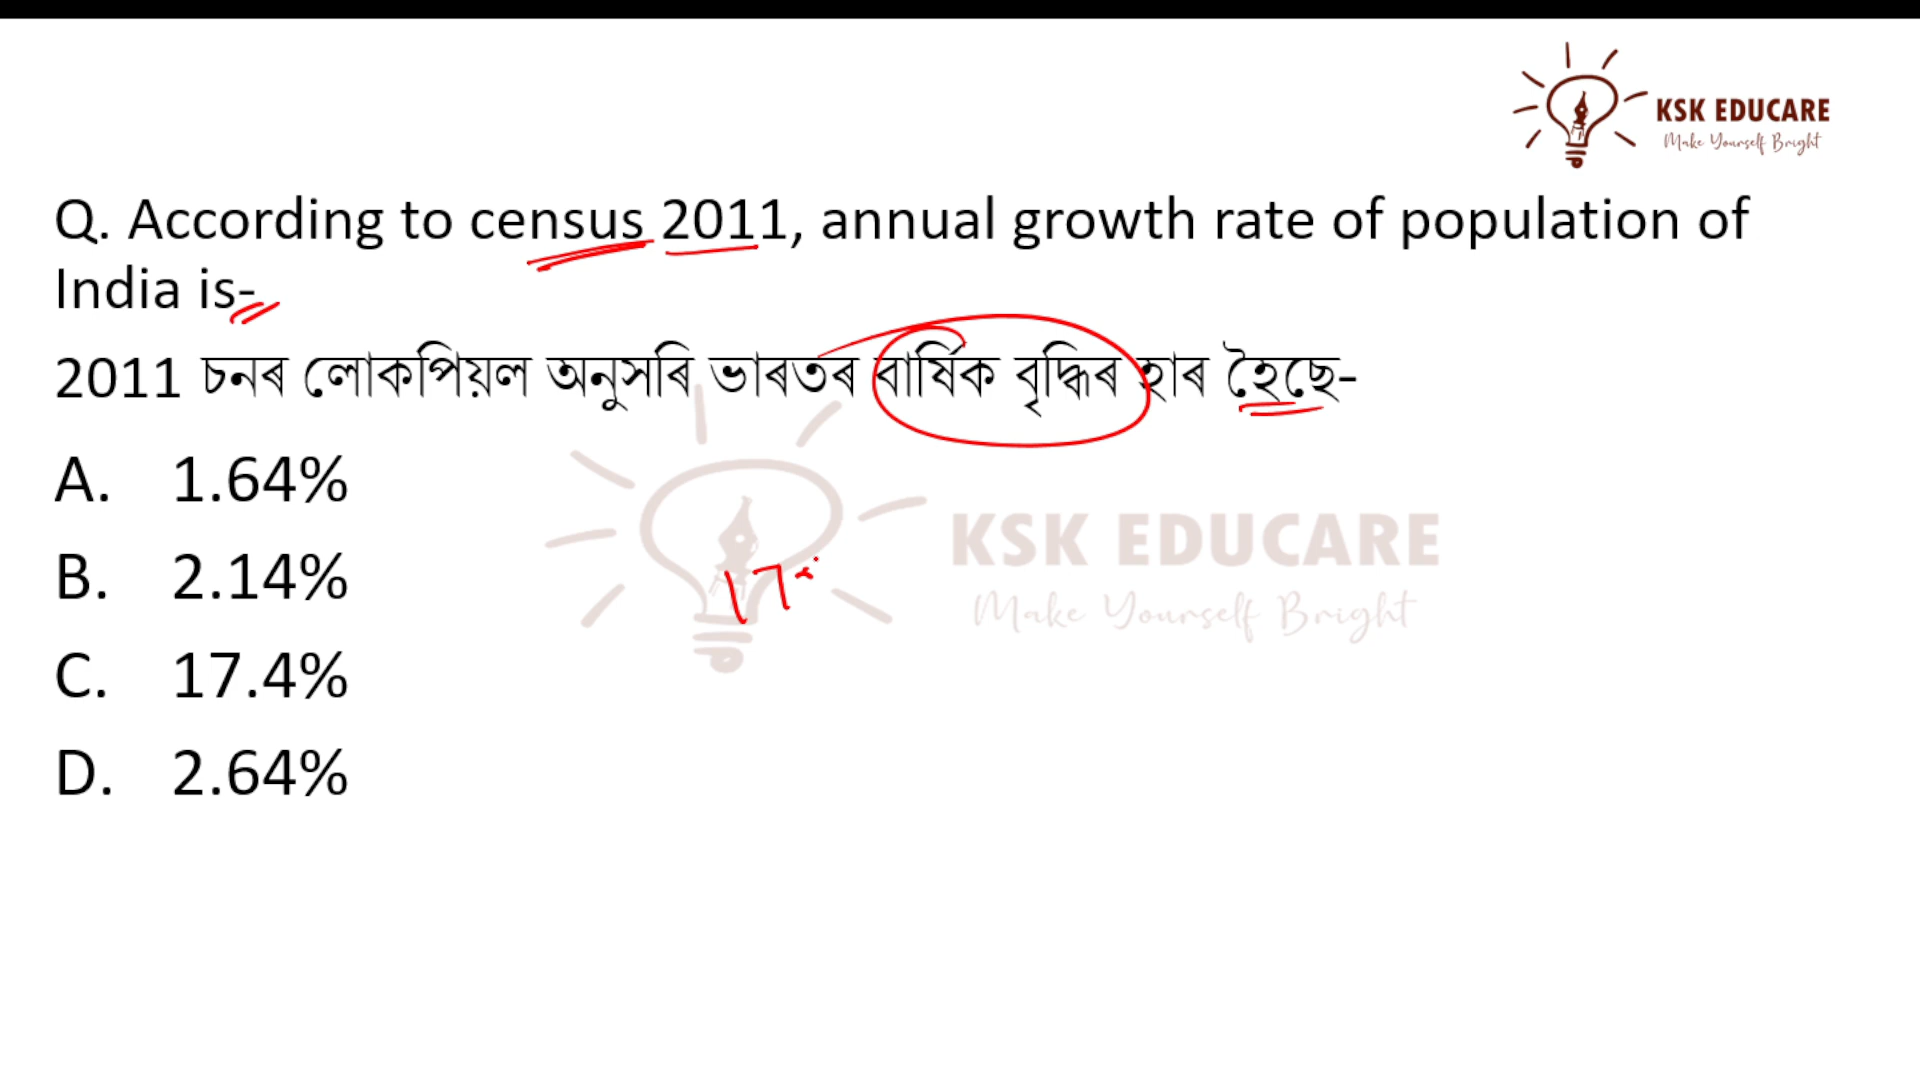 KSK EDUCARE
Make Yourself Bright
Q. According to census 2011, annual growth rate of population of
India is-
2011 চনৰ লোকপিয়ল অনুসৰি ভাৰতৰ বাৰ্ষিক বৃদ্ধিৰ হাৰ হৈছে-
A. 1.64%
B. 2.14%
KSK EDUCARE
Make Yourself Bright
17
C. 17.4%
D. 2.64%